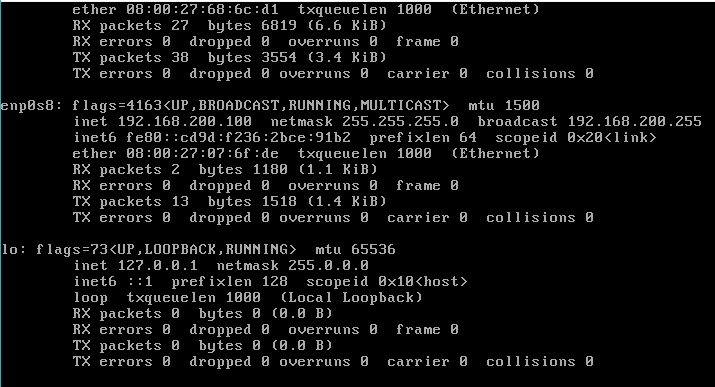 ether 08:00:27:68:6c:d1  txqueuelen 1000  (Ethernet)
RX packets 27  bytes 6819 (6.6 KiB)
RX errors 0  dropped 0  overruns 0  frame 0
TX packets 38  bytes 3554 (3.4 KiB)
TX errors 0  dropped 0 overruns 0  carrier 0  collisions 0
enp0s8: flags=4163<UP,BROADCAST,RUNNING,MULTICAST>  mtu 1500
inet 192.168.200.100  netmask 255.255.255.0  broadcast 192.168.200.255
inet6 fe80::cd9d:f236:2bce:91b2  prefixlen 64  scopeid 0x20<link>
ether 08:00:27:07:6f:de  txqueuelen 1000  (Ethernet)
RX packets 2  bytes 1180 (1.1 KiB)
RX errors 0  dropped 0  overruns 0  frame 0
TX packets 13  bytes 1518 (1.4 KiB)
TX errors 0  dropped 0 overruns 0  carrier 0  collisions 0
lo: flags=73<UP,LOOPBACK,RUNNING>  mtu 65536
inet 127.0.0.1  netmask 255.0.0.0
inet6 ::1  prefixlen 128  scopeid 0x10<host>
loop  txqueuelen 1000  (Local Loopback)
RX packets 0  bytes 0 (0.0 B)
RX errors 0  dropped 0  overruns 0  frame 0
TX packets 0  bytes 0 (0.0 B)
TX errors 0  dropped 0 overruns 0  carrier 0  collisions 0